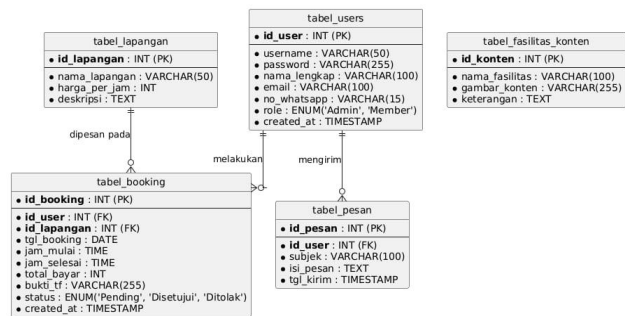 tabel_lapangan
id_lapangan : INT (PK)
nama_lapangan : VARCHAR(50)
harga_per_jam : INT
deskripsi : TEXT
tabel_users
id_user : INT (PK)
username : VARCHAR(50)
password : VARCHAR(255)
nama_lengkap : VARCHAR(100)
email : VARCHAR(100)
no_whatsapp : VARCHAR(15)
role : ENUM('Admin', 'Member')
created_at : TIMESTAMP
tabel_fasilitas_konten
id_konten : INT (PK)
nama_fasilitas : VARCHAR(100)
gambar_konten : VARCHAR(255)
keterangan : TEXT
dipesan pada
melakukan
mengirim
tabel_booking
id_booking : INT (PK)
id_user : INT (FK)
id_lapangan : INT (FK)
tgl_booking : DATE
jam_mulai : TIME
jam_selesai : TIME
total_bayar : INT
bukti_tf : VARCHAR(255)
status : ENUM('Pending', 'Disetujui', 'Ditolak')
created_at : TIMESTAMP
tabel_pesan
id_pesan : INT (PK)
id_user : INT (FK)
subjek : VARCHAR(100)
isi_pesan : TEXT
tgl_kirim : TIMESTAMP